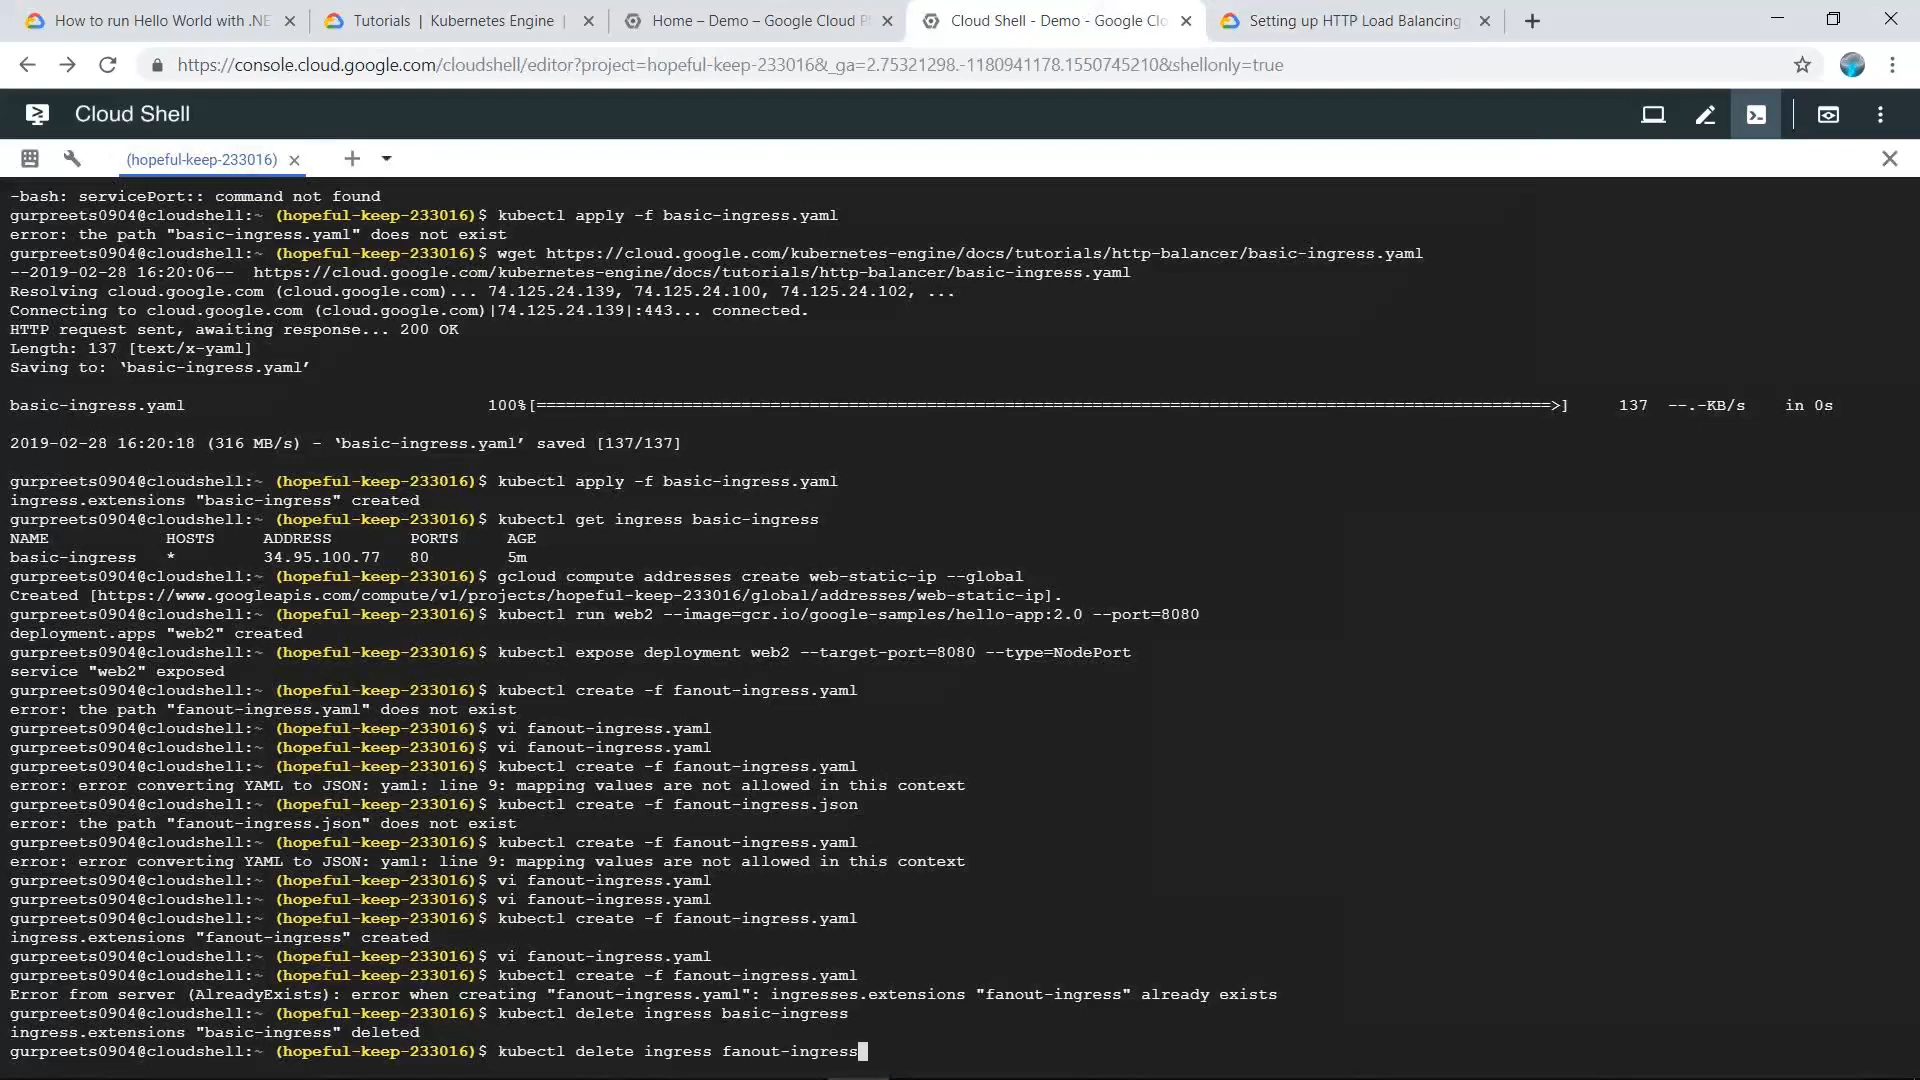 How to run Hello World with .NE
Tutorials | Kubernetes Engine |
Home – Demo – Google Cloud P
Cloud Shell - Demo - Google Clo
Setting up HTTP Load Balancing
https://console.cloud.google.com/cloudshell/editor?project=hopeful-keep-233016&_ga=2.75321298.-1180941178.1550745210&shellonly=true
Cloud Shell
(hopeful-keep-233016)
-bash: servicePort:: command not found
gurpreets0904@cloudshell:~ (hopeful-keep-233016)$ kubectl apply -f basic-ingress.yaml
error: the path "basic-ingress.yaml" does not exist
gurpreets0904@cloudshell:~ (hopeful-keep-233016)$ wget https://cloud.google.com/kubernetes-engine/docs/tutorials/http-balancer/basic-ingress.yaml
--2019-02-28 16:20:06-- https://cloud.google.com/kubernetes-engine/docs/tutorials/http-balancer/basic-ingress.yaml
Resolving cloud.google.com (cloud.google.com)... 74.125.24.139, 74.125.24.100, 74.125.24.102, ...
Connecting to cloud.google.com (cloud.google.com)|74.125.24.139|:443... connected.
HTTP request sent, awaiting response... 200 OK
Length: 137 [text/x-yaml]
Saving to: ‘basic-ingress.yaml’
basic-ingress.yaml 100%[========================================================================================================>] 137 --.-KB/s in 0s
2019-02-28 16:20:18 (316 MB/s) - ‘basic-ingress.yaml’ saved [137/137]
gurpreets0904@cloudshell:~ (hopeful-keep-233016)$ kubectl apply -f basic-ingress.yaml
ingress.extensions "basic-ingress" created
gurpreets0904@cloudshell:~ (hopeful-keep-233016)$ kubectl get ingress basic-ingress
NAME HOSTS ADDRESS PORTS AGE
basic-ingress * 34.95.100.77 80 5m
gurpreets0904@cloudshell:~ (hopeful-keep-233016)$ gcloud compute addresses create web-static-ip --global
Created [https://www.googleapis.com/compute/v1/projects/hopeful-keep-233016/global/addresses/web-static-ip].
gurpreets0904@cloudshell:~ (hopeful-keep-233016)$ kubectl run web2 --image=gcr.io/google-samples/hello-app:2.0 --port=8080
deployment.apps "web2" created
gurpreets0904@cloudshell:~ (hopeful-keep-233016)$ kubectl expose deployment web2 --target-port=8080 --type=NodePort
service "web2" exposed
gurpreets0904@cloudshell:~ (hopeful-keep-233016)$ kubectl create -f fanout-ingress.yaml
error: the path "fanout-ingress.yaml" does not exist
gurpreets0904@cloudshell:~ (hopeful-keep-233016)$ vi fanout-ingress.yaml
gurpreets0904@cloudshell:~ (hopeful-keep-233016)$ vi fanout-ingress.yaml
gurpreets0904@cloudshell:~ (hopeful-keep-233016)$ kubectl create -f fanout-ingress.yaml
error: error converting YAML to JSON: yaml: line 9: mapping values are not allowed in this context
gurpreets0904@cloudshell:~ (hopeful-keep-233016)$ kubectl create -f fanout-ingress.json
error: the path "fanout-ingress.json" does not exist
gurpreets0904@cloudshell:~ (hopeful-keep-233016)$ kubectl create -f fanout-ingress.yaml
error: error converting YAML to JSON: yaml: line 9: mapping values are not allowed in this context
gurpreets0904@cloudshell:~ (hopeful-keep-233016)$ vi fanout-ingress.yaml
gurpreets0904@cloudshell:~ (hopeful-keep-233016)$ vi fanout-ingress.yaml
gurpreets0904@cloudshell:~ (hopeful-keep-233016)$ kubectl create -f fanout-ingress.yaml
ingress.extensions "fanout-ingress" created
gurpreets0904@cloudshell:~ (hopeful-keep-233016)$ vi fanout-ingress.yaml
gurpreets0904@cloudshell:~ (hopeful-keep-233016)$ kubectl create -f fanout-ingress.yaml
Error from server (AlreadyExists): error when creating "fanout-ingress.yaml": ingresses.extensions "fanout-ingress" already exists
gurpreets0904@cloudshell:~ (hopeful-keep-233016)$ kubectl delete ingress basic-ingress
ingress.extensions "basic-ingress" deleted
gurpreets0904@cloudshell:~ (hopeful-keep-233016)$ kubectl delete ingress fanout-ingress